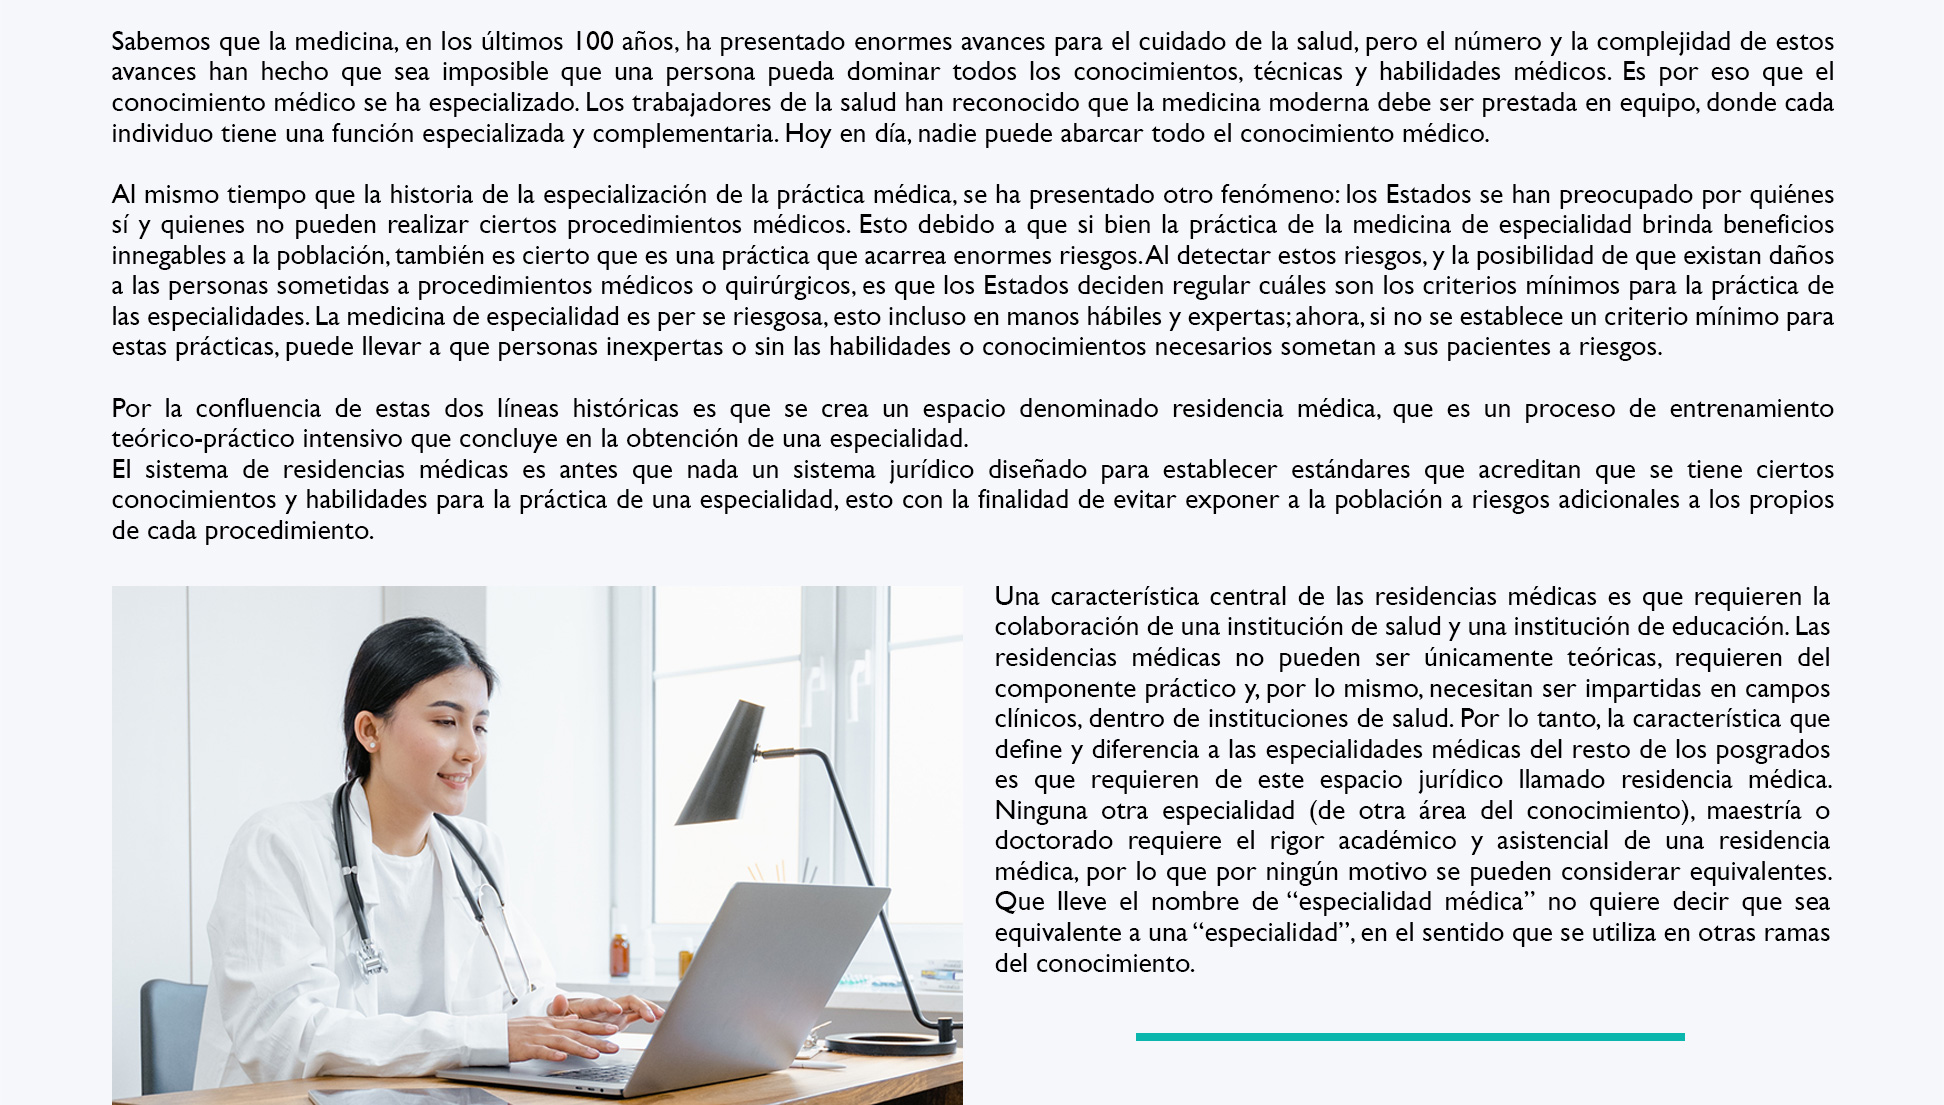 Sabemos que la medicina, en los últimos 100 años, ha presentado enormes avances para el cuidado de la salud, pero el número y la complejidad de estos
avances han hecho que sea imposible que una persona pueda dominar todos los conocimientos, técnicas y habilidades médicos. Es por eso que el
conocimiento médico se ha especializado. Los trabajadores de la salud han reconocido que la medicina moderna debe ser prestada en equipo, donde cada
individuo tiene una función especializada y complementaria. Hoy en día, nadie puede abarcar todo el conocimiento médico.
Al mismo tiempo que la historia de la especialización de la práctica médica, se ha presentado otro fenómeno: los Estados se han preocupado por quiénes
sí y quienes no pueden realizar ciertos procedimientos médicos. Esto debido a que si bien la práctica de la medicina de especialidad brinda beneficios
innegables a la población, también es cierto que es una práctica que acarrea enormes riesgos. Al detectar estos riesgos, y la posibilidad de que existan daños
a las personas sometidas a procedimientos médicos o quirúrgicos, es que los Estados deciden regular cuáles son los criterios mínimos para la práctica de
las especialidades. La medicina de especialidad es per se riesgosa, esto incluso en manos hábiles y expertas; ahora, si no se establece un criterio mínimo para
estas prácticas, puede llevar a que personas inexpertas o sin las habilidades o conocimientos necesarios sometan a sus pacientes a riesgos.
Por la confluencia de estas dos líneas históricas es que se crea un espacio denominado residencia médica, que es un proceso de entrenamiento
teórico-práctico intensivo que concluye en la obtención de una especialidad.
El sistema de residencias médicas es antes que nada un sistema jurídico diseñado para establecer estándares que acreditan que se tiene ciertos
conocimientos y habilidades para la práctica de una especialidad, esto con la finalidad de evitar exponer a la población a riesgos adicionales a los propios
de cada procedimiento.
Una característica central de las residencias médicas es que requieren la
colaboración de una institución de salud y una institución de educación. Las
residencias médicas no pueden ser únicamente teóricas, requieren del
componente práctico y, por lo mismo, necesitan ser impartidas en campos
clínicos, dentro de instituciones de salud. Por lo tanto, la característica que
define y diferencia a las especialidades médicas del resto de los posgrados
es que requieren de este espacio jurídico llamado residencia médica.
Ninguna otra especialidad (de otra área del conocimiento), maestría o
doctorado requiere el rigor académico y asistencial de una residencia
médica, por lo que por ningún motivo se pueden considerar equivalentes.
Que lleve el nombre de “especialidad médica” no quiere decir que sea
equivalente a una “especialidad”, en el sentido que se utiliza en otras ramas
del conocimiento.